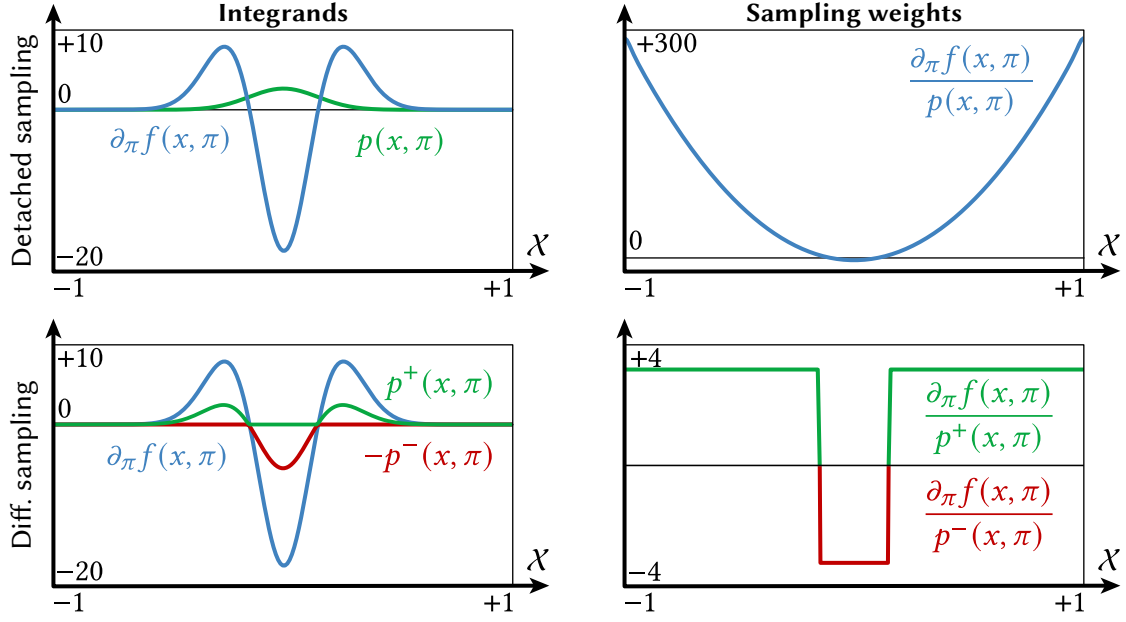 Integrands
Sampling weights
Detached sampling
+10
0
−20
−1
+1
𝒳
∂πf(x, π)
p(x, π)
+300
0
−1
+1
𝒳
∂πf(x, π)
p(x, π)
Diff. sampling
+10
0
−20
−1
+1
𝒳
p⁺(x, π)
∂πf(x, π)
−p⁻(x, π)
+4
−4
−1
+1
𝒳
∂πf(x, π)
p⁺(x, π)
∂πf(x, π)
p⁻(x, π)